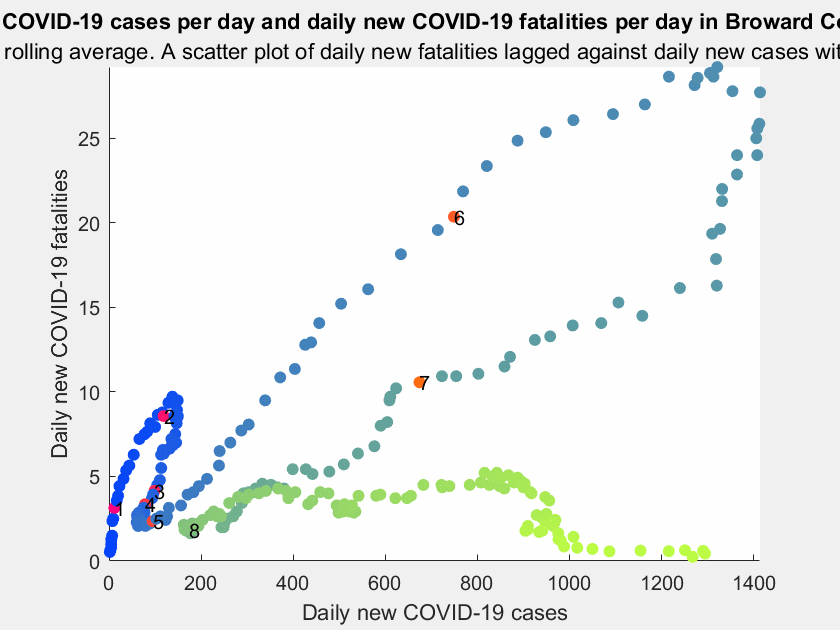 COVID-19 cases per day and daily new COVID-19 fatalities per day in Broward
rolling average. A scatter plot of daily new fatalities lagged against daily new cases
Daily new COVID-19 fatalities
25
20
15
10
5
0
6
7
2
3
1
4
5
8
0 200 400 600 800 1000 1200 1400
Daily new COVID-19 cases